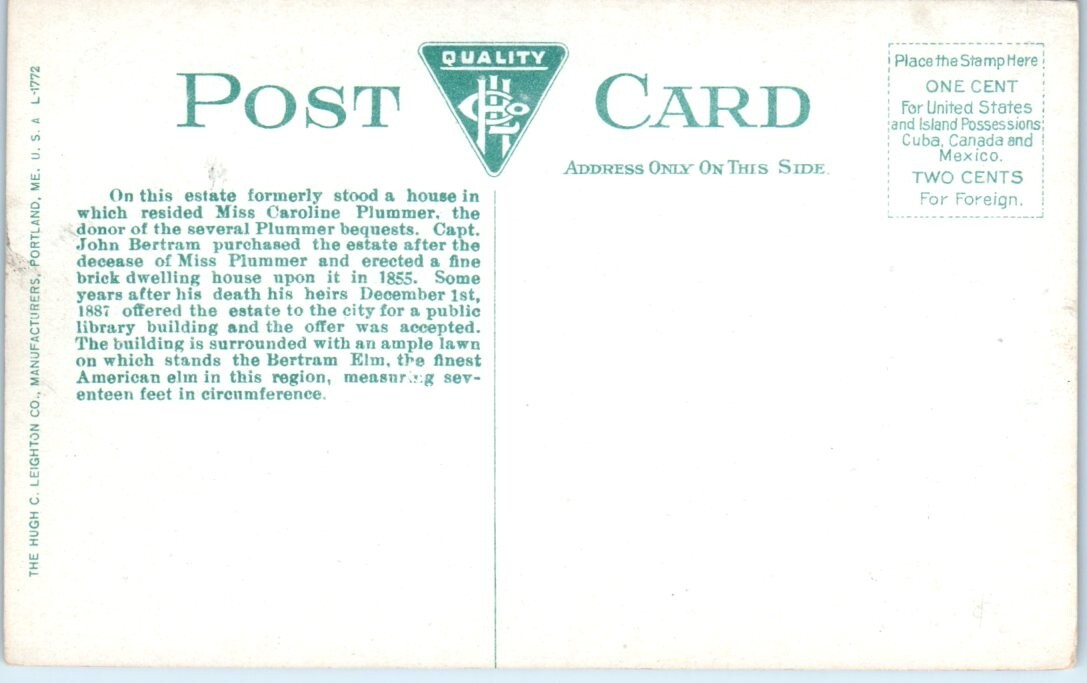 THE HUGH C. LEIGHTON CO., MANUFACTURERS, PORTLAND, ME. U. S. A L-1772
POST CARD
QUALITY
ADDRESS ONLY ON THIS SIDE.
Place the Stamp Here
ONE CENT
For United States
and Island Possessions
Cuba, Canada and
Mexico.
TWO CENTS
For Foreign.
On this estate formerly stood a house in
which resided Miss Caroline Plummer, the
donor of the several Plummer bequests. Capt.
John Bertram purchased the estate after the
decease of Miss Plummer and erected a fine
brick dwelling house upon it in 1855. Some
years after his death his heirs December 1st,
1887 offered the estate to the city for a public
library building and the offer was accepted.
The building is surrounded with an ample lawn
on which stands the Bertram Elm, the finest
American elm in this region, measuring sev-
enteen feet in circumference.